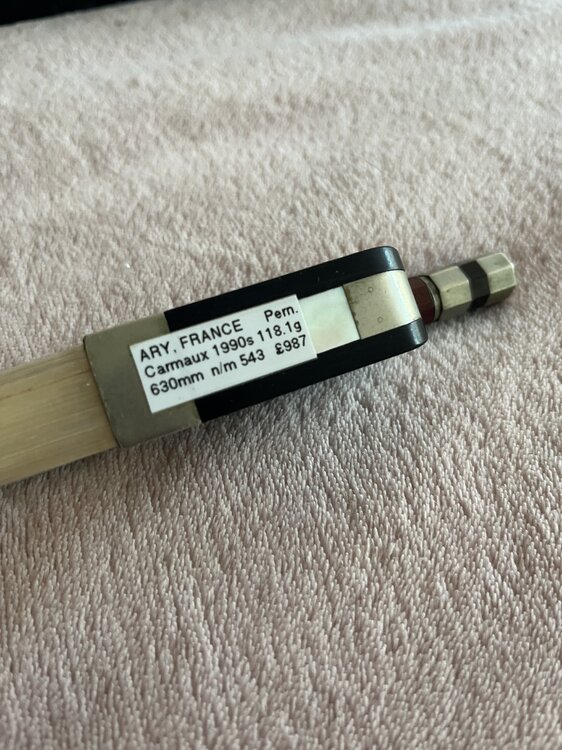 ARY, FRANCE Pern.
Carmaux 1990s 118.1g
630mm n/m 543 £987